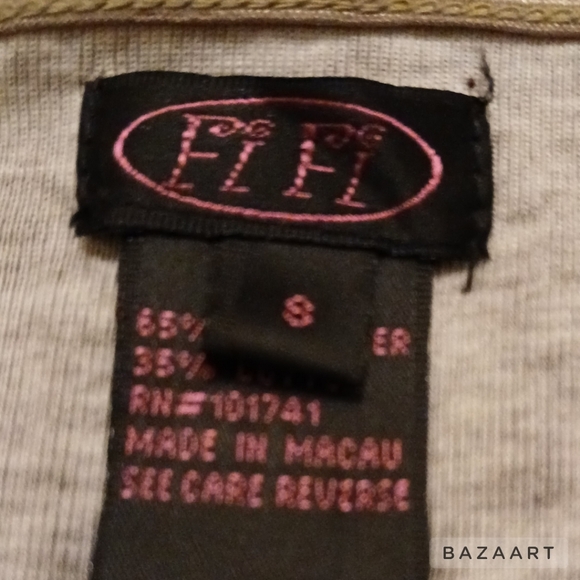 FiFi
S
65% ER
35%
RN#101741
MADE IN MACAU
SEE CARE REVERSE
BAZAART